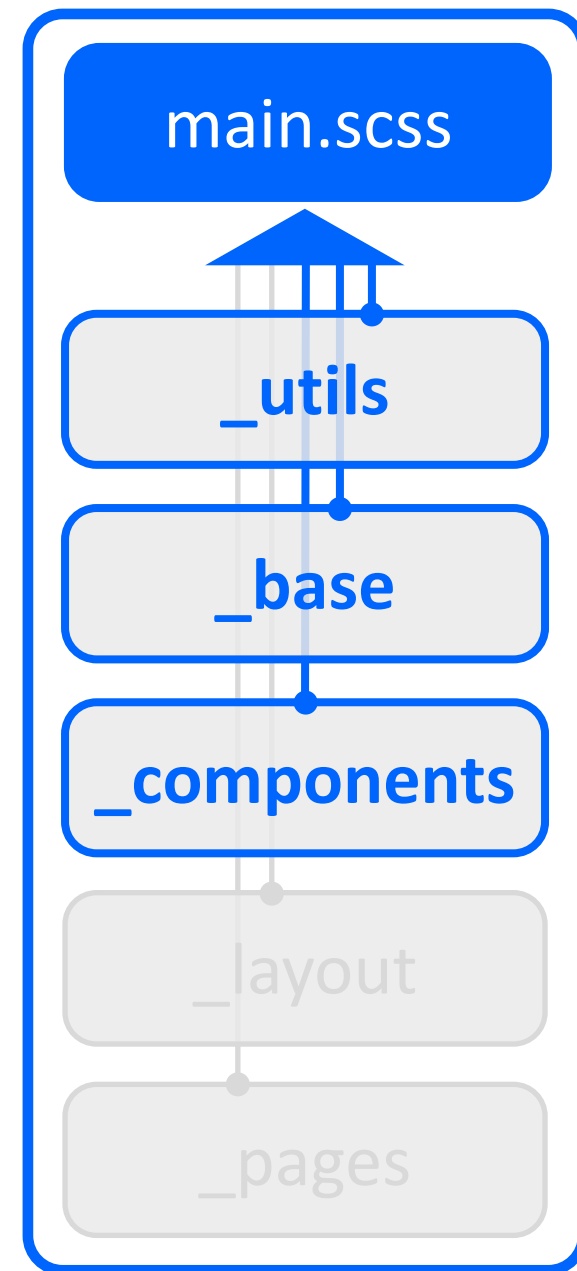 main.scss
_utils
_base
_components
_layout
_pages